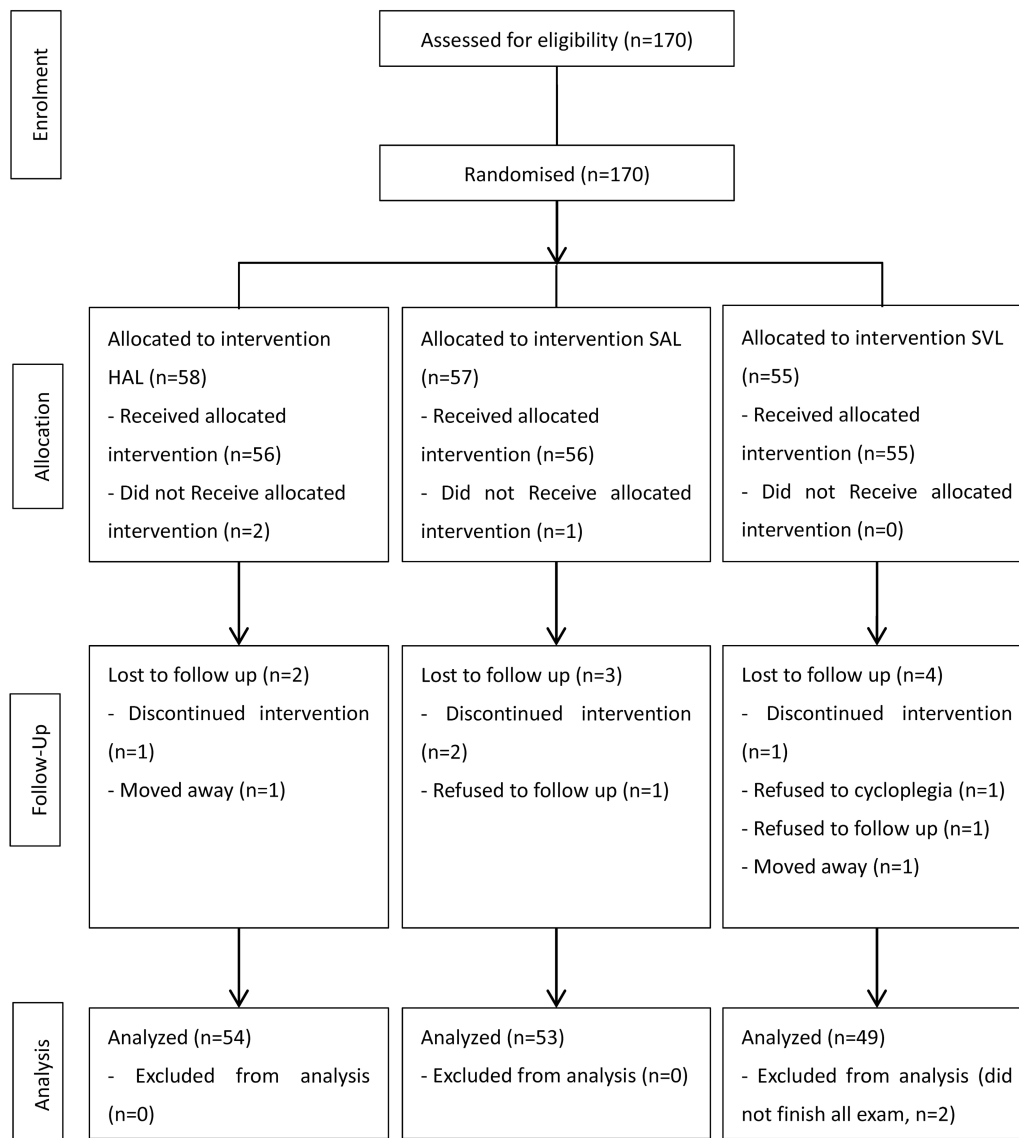 Enrolment
Assessed for eligibility (n=170)
Randomised (n=170)
Allocation
Allocated to intervention
HAL (n=58)
- Received allocated
intervention (n=56)
- Did not Receive allocated
intervention (n=2)
Allocated to intervention SAL
(n=57)
- Received allocated
intervention (n=56)
- Did not Receive allocated
intervention (n=1)
Allocated to intervention SVL
(n=55)
- Received allocated
intervention (n=55)
- Did not Receive allocated
intervention (n=0)
Follow-Up
Lost to follow up (n=2)
- Discontinued intervention
(n=1)
- Moved away (n=1)
Lost to follow up (n=3)
- Discontinued intervention
(n=2)
- Refused to follow up (n=1)
Lost to follow up (n=4)
- Discontinued intervention
(n=1)
- Refused to cycloplegia (n=1)
- Refused to follow up (n=1)
- Moved away (n=1)
Analysis
Analyzed (n=54)
- Excluded from analysis
(n=0)
Analyzed (n=53)
- Excluded from analysis (n=0)
Analyzed (n=49)
- Excluded from analysis (did
not finish all exam, n=2)